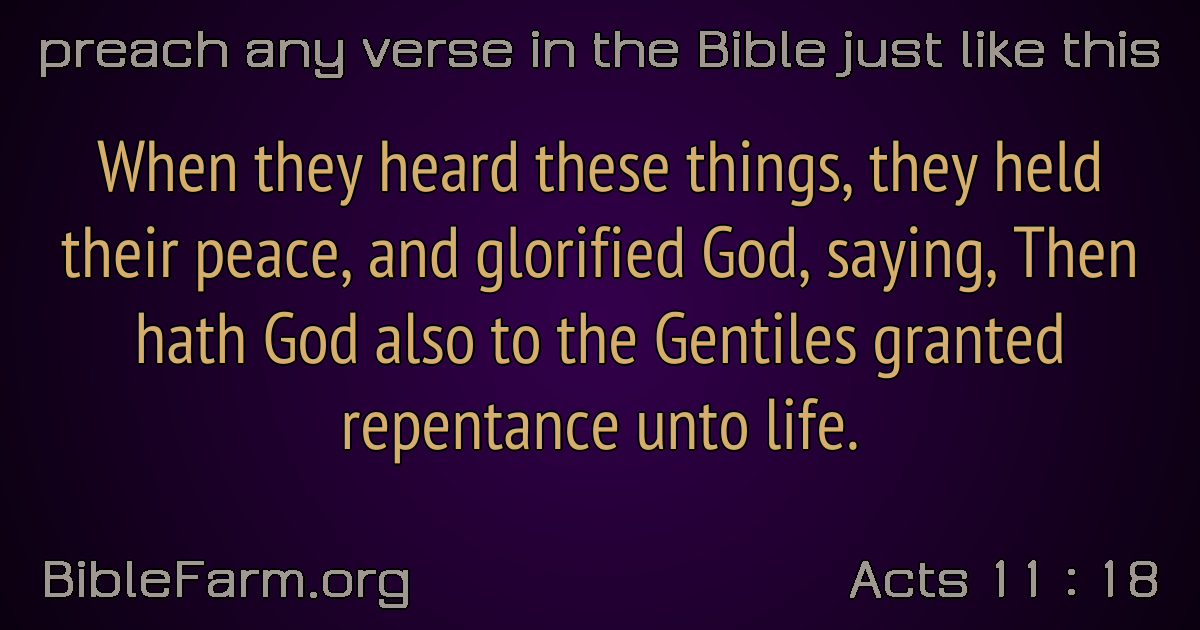 preach any verse in the Bible just like this
When they heard these things, they held
their peace, and glorified God, saying, Then
hath God also to the Gentiles granted
repentance unto life.
BibleFarm.org
Acts 11 : 18